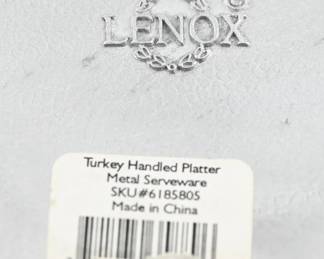 LENOX
Turkey Handled Platter
Metal Serveware
SKU#6185805
Made in China